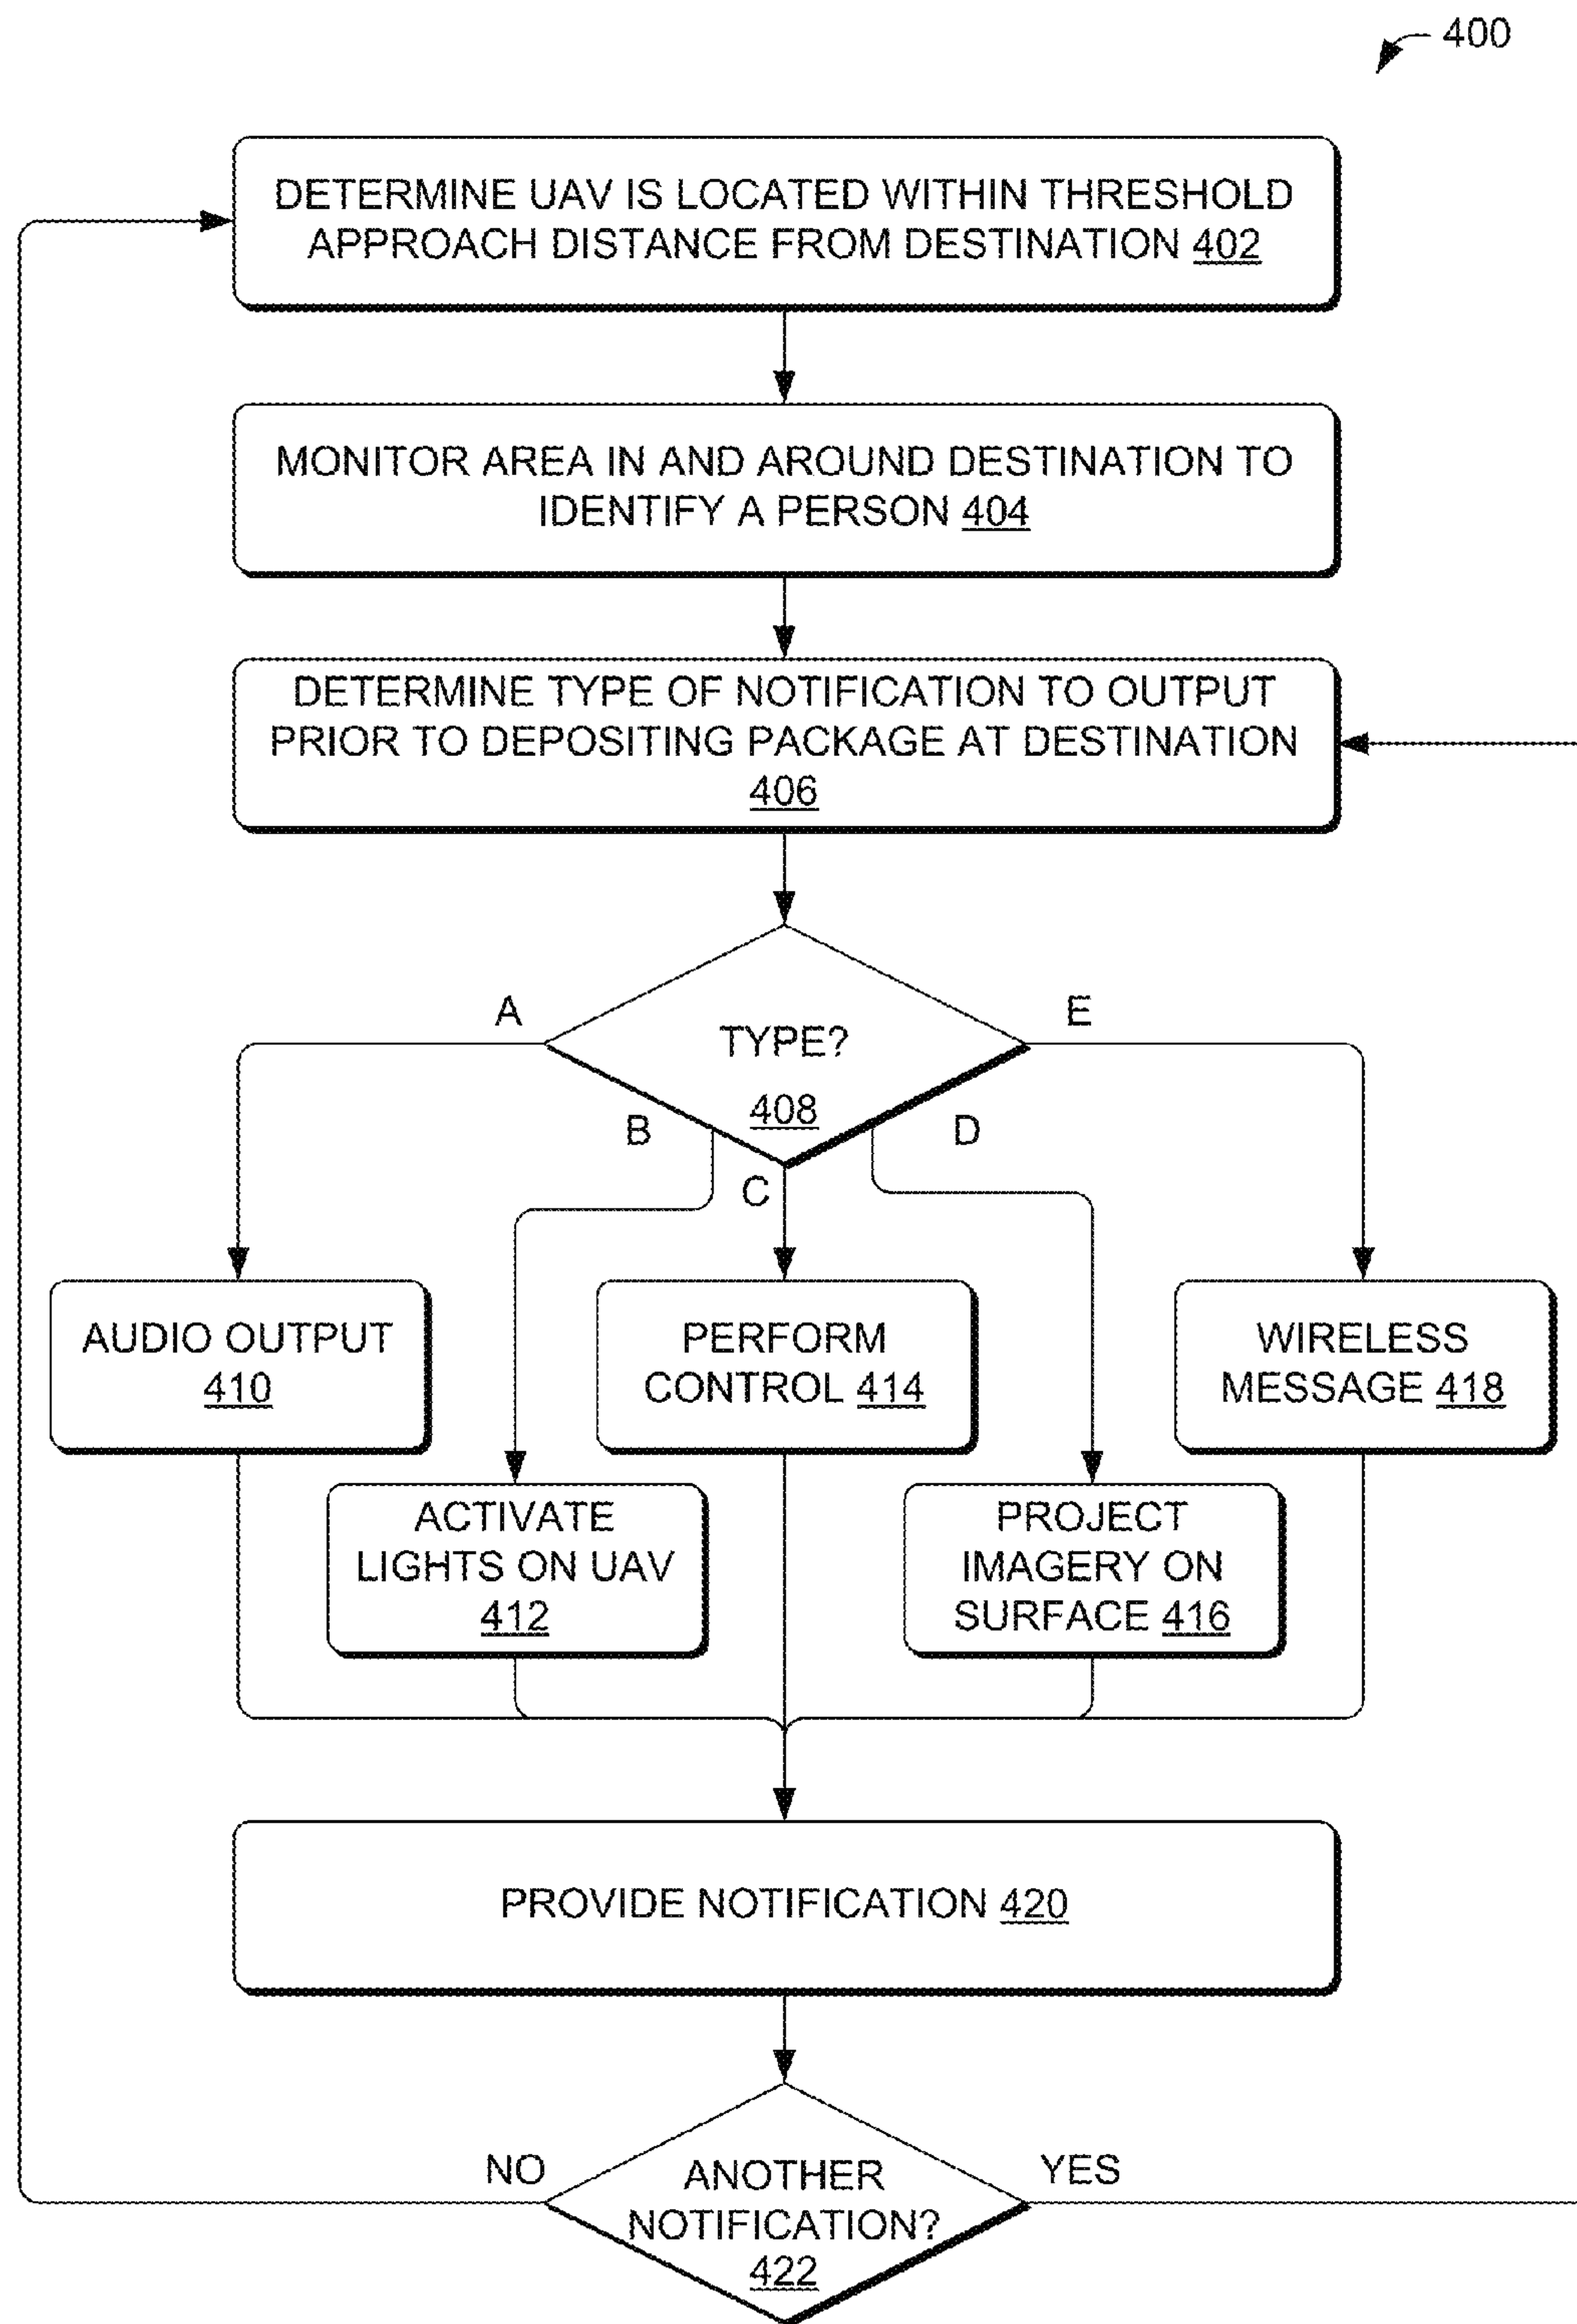 400
DETERMINE UAV IS LOCATED WITHIN THRESHOLD
APPROACH DISTANCE FROM DESTINATION 402
MONITOR AREA IN AND AROUND DESTINATION TO
IDENTIFY A PERSON 404
DETERMINE TYPE OF NOTIFICATION TO OUTPUT
PRIOR TO DEPOSITING PACKAGE AT DESTINATION
406
TYPE?
408
A
B
C
D
E
AUDIO OUTPUT
410
ACTIVATE
LIGHTS ON UAV
412
PERFORM
CONTROL 414
PROJECT
IMAGERY ON
SURFACE 416
WIRELESS
MESSAGE 418
PROVIDE NOTIFICATION 420
NO
ANOTHER
NOTIFICATION?
422
YES